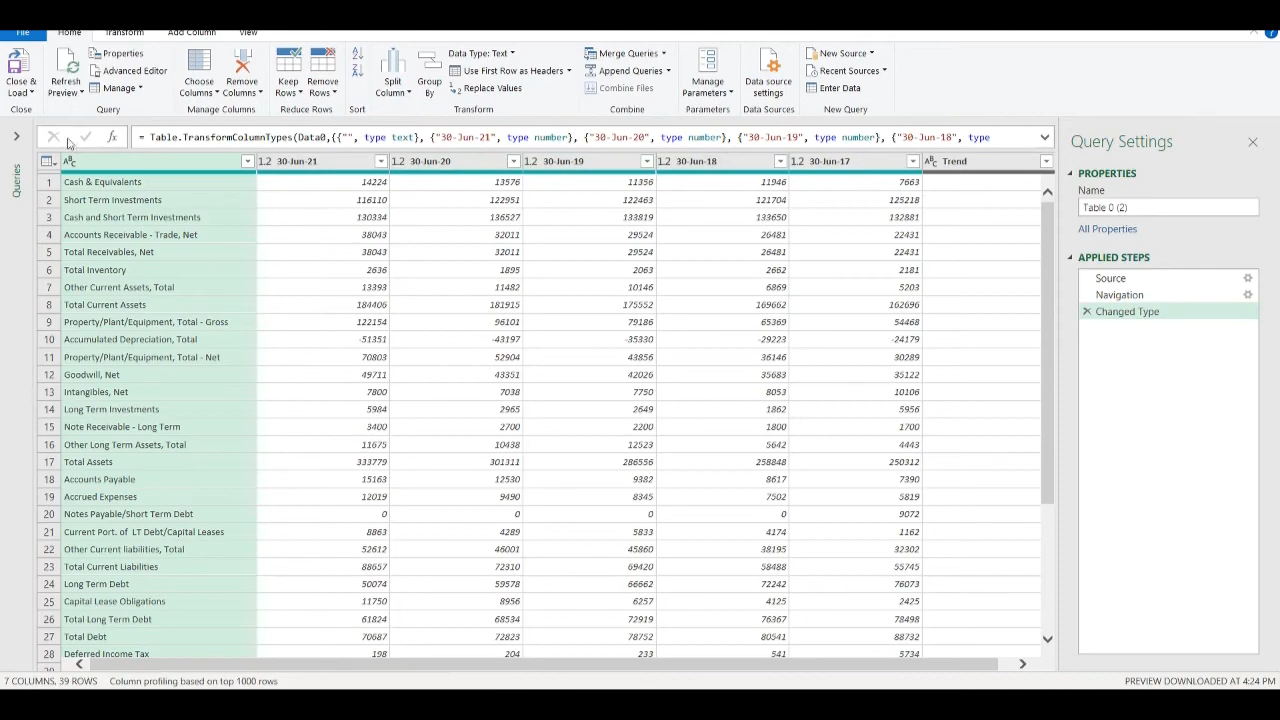 File Home Transform Add Column View
Close & Load Refresh Preview Properties Advanced Editor Manage Choose Columns Remove Columns Keep Rows Remove Rows Split Column Group By Data Type: Text Use First Row as Headers Replace Values Merge Queries Append Queries Combine Files Manage Parameters Data source settings New Source Recent Sources Enter Data
Close Query Manage Columns Reduce Rows Sort Transform Combine Parameters Data Sources New Query
fx = Table.TransformColumnTypes(Data0,{{"", type text}, {"30-Jun-21", type number}, {"30-Jun-20", type number}, {"30-Jun-19", type number}, {"30-Jun-18", type
Queries
ABC 1.2 30-Jun-21 1.2 30-Jun-20 1.2 30-Jun-19 1.2 30-Jun-18 1.2 30-Jun-17 ABC Trend
1 Cash & Equivalents 14224 13576 11356 11946 7663
2 Short Term Investments 116110 122951 122463 121704 125218
3 Cash and Short Term Investments 130334 136527 133819 133650 132881
4 Accounts Receivable - Trade, Net 38043 32011 29524 26481 22431
5 Total Receivables, Net 38043 32011 29524 26481 22431
6 Total Inventory 2636 1895 2063 2662 2181
7 Other Current Assets, Total 13393 11482 10146 6869 5203
8 Total Current Assets 184406 181915 175552 169662 162696
9 Property/Plant/Equipment, Total - Gross 122154 96101 79186 65369 54468
10 Accumulated Depreciation, Total -51351 -43197 -35330 -29223 -24179
11 Property/Plant/Equipment, Total - Net 70803 52904 43856 36146 30289
12 Goodwill, Net 49711 43351 42026 35683 35122
13 Intangibles, Net 7800 7038 7750 8053 10106
14 Long Term Investments 5984 2965 2649 1862 5956
15 Note Receivable - Long Term 3400 2700 2200 1800 1700
16 Other Long Term Assets, Total 11675 10438 12523 5642 4443
17 Total Assets 333779 301311 286556 258848 250312
18 Accounts Payable 15163 12530 9382 8617 7390
19 Accrued Expenses 12019 9490 8345 7502 5819
20 Notes Payable/Short Term Debt 0 0 0 0 9072
21 Current Port. of LT Debt/Capital Leases 8863 4289 5833 4174 1162
22 Other Current liabilities, Total 52612 46001 45860 38195 32302
23 Total Current Liabilities 88657 72310 69420 58488 55745
24 Long Term Debt 50074 59578 66662 72242 76073
25 Capital Lease Obligations 11750 8956 6257 4125 2425
26 Total Long Term Debt 61824 68534 72919 76367 78498
27 Total Debt 70687 72823 78752 80541 88732
28 Deferred Income Tax 198 204 233 541 5734
Query Settings
PROPERTIES
Name
Table 0 (2)
All Properties
APPLIED STEPS
Source
Navigation
Changed Type
7 COLUMNS, 39 ROWS Column profiling based on top 1000 rows PREVIEW DOWNLOADED AT 4:24 PM